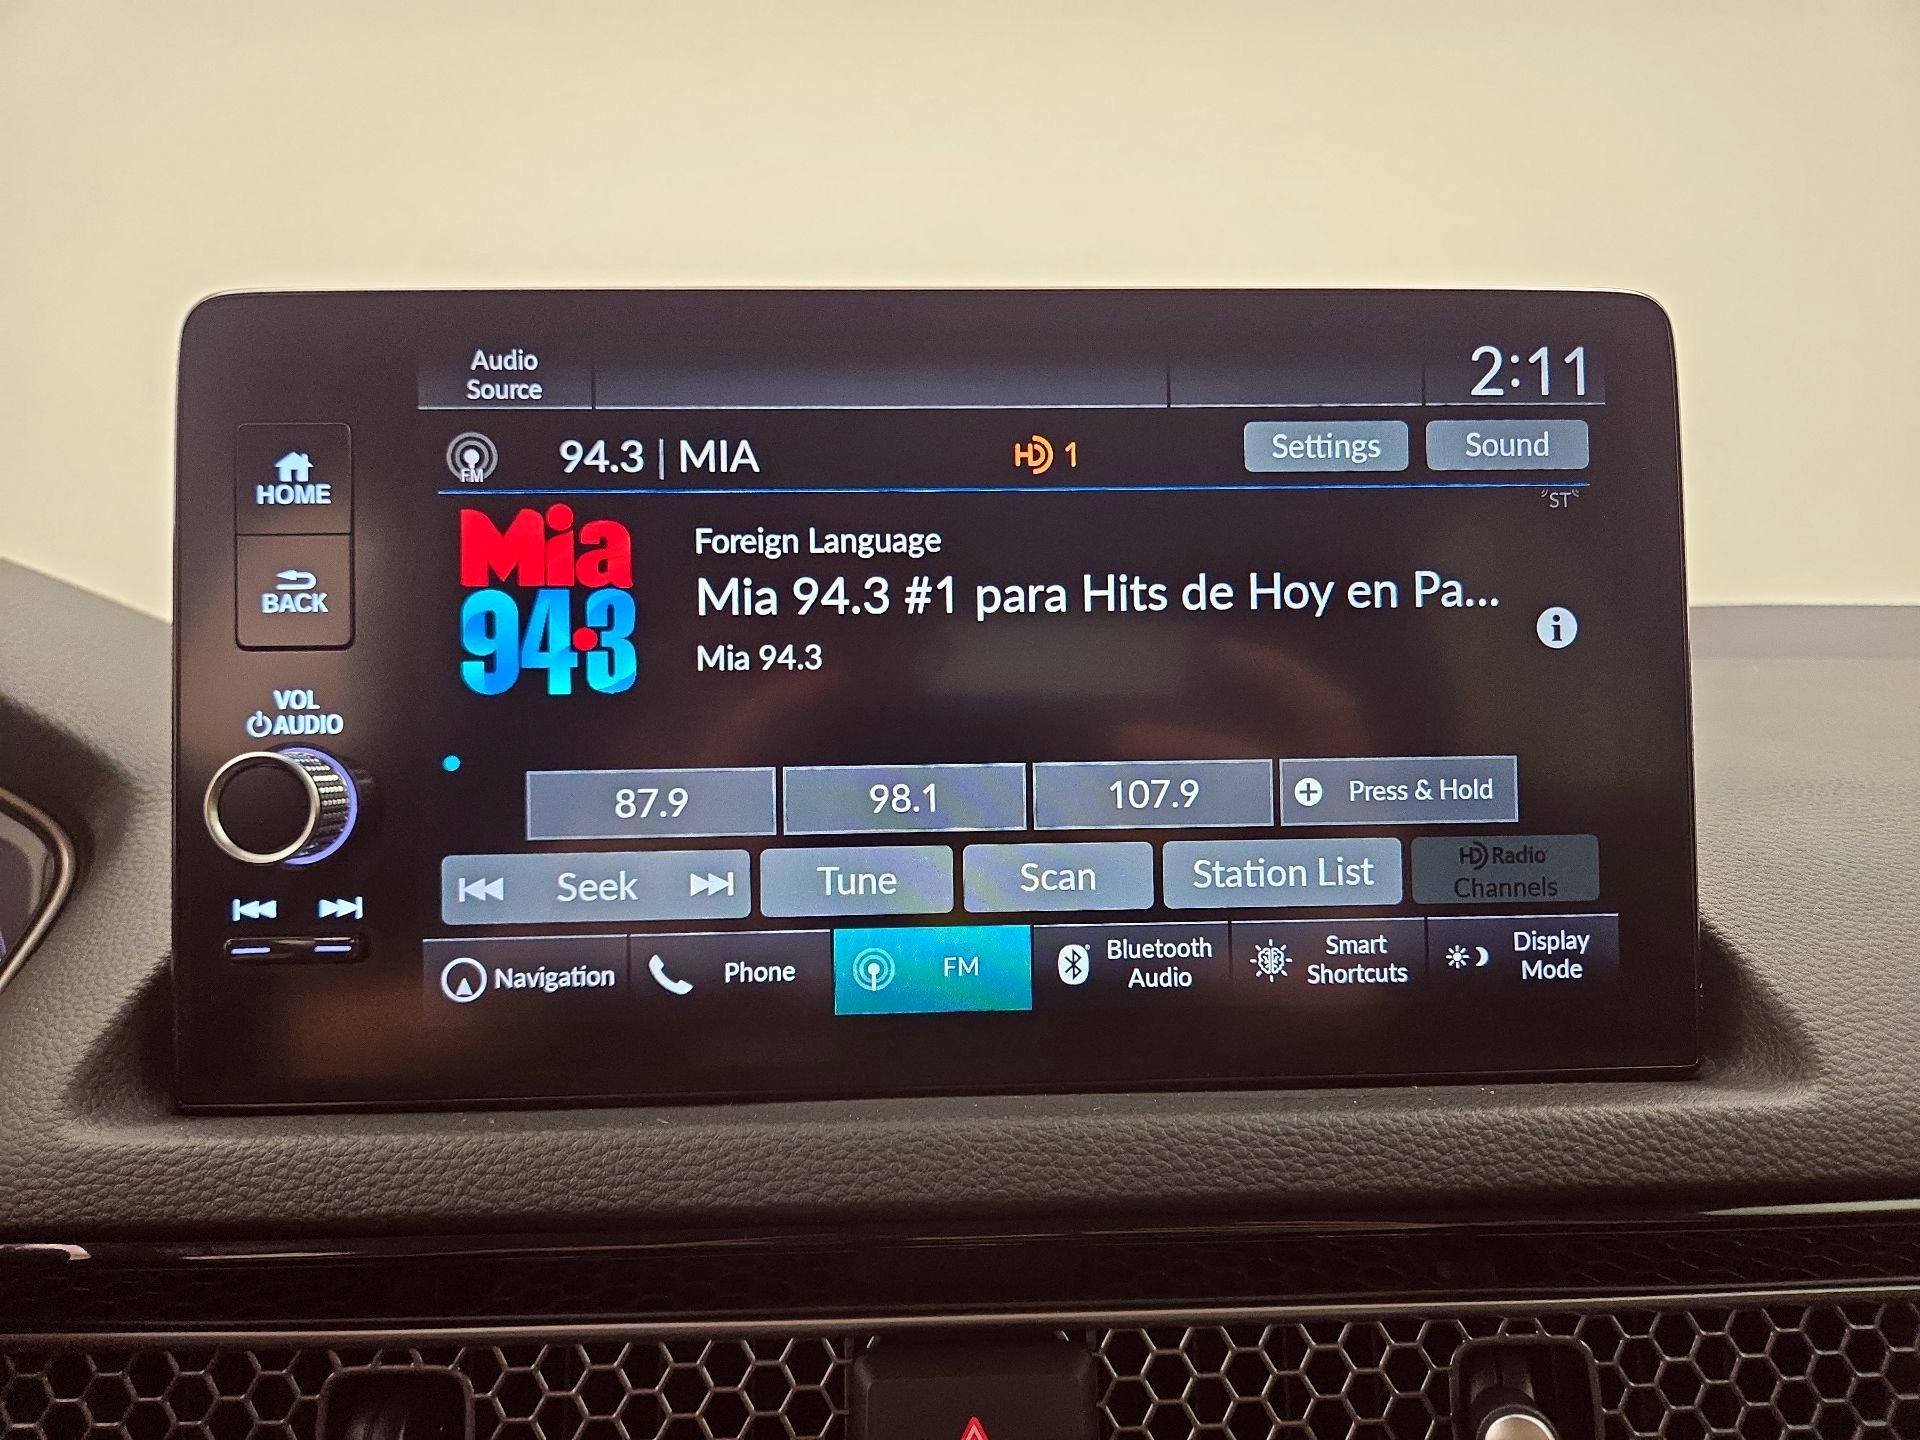 Audio
Source
2:11
HOME
BACK
VOL
AUDIO
FM
94.3 | MIA
HD 1
Settings
Sound
"ST"
Mia
94.3
Foreign Language
Mia 94.3 #1 para Hits de Hoy en Pa...
Mia 94.3
i
87.9
98.1
107.9
Press & Hold
Seek
Tune
Scan
Station List
HD Radio
Channels
Navigation
Phone
FM
Bluetooth
Audio
Smart
Shortcuts
Display
Mode